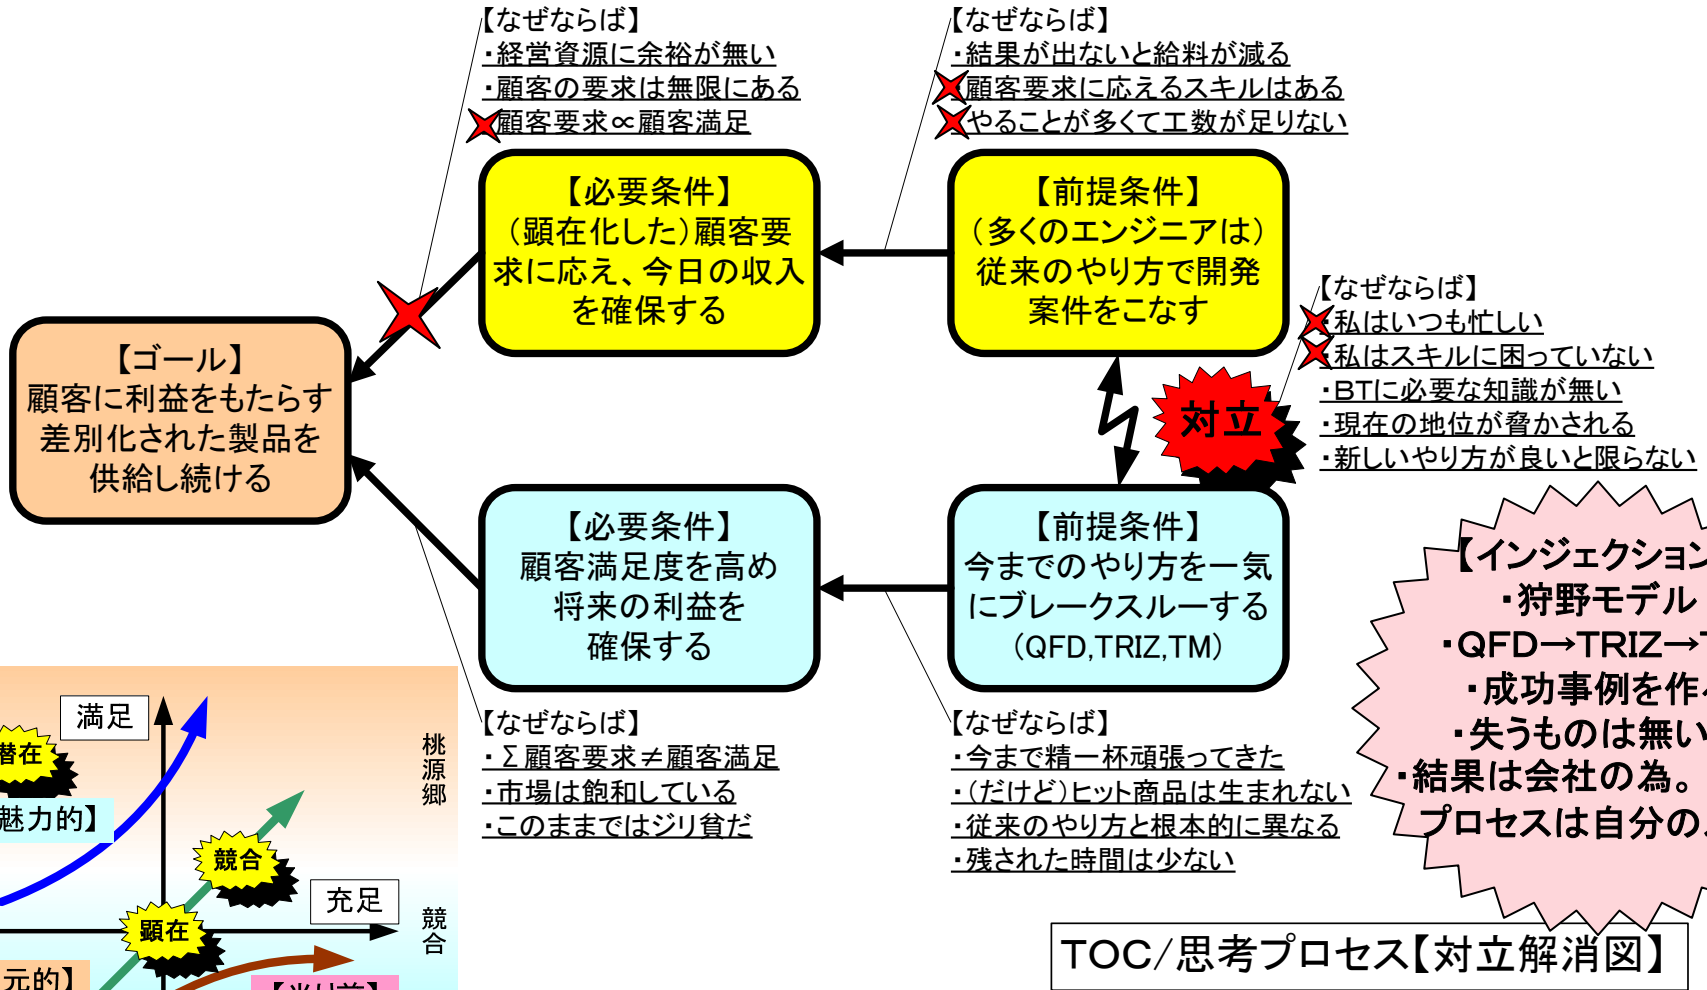 【なぜならば】
・経営資源に余裕が無い
・顧客の要求は無限にある
顧客要求∝顧客満足
【なぜならば】
・結果が出ないと給料が減る
顧客要求に応えるスキルはある
やることが多くて工数が足りない
【必要条件】
（顕在化した）顧客要
求に応え、今日の収入
を確保する
【前提条件】
（多くのエンジニアは）
従来のやり方で開発
案件をこなす
【なぜならば】
・私はいつも忙しい
・私はスキルに困っていない
・BTに必要な知識が無い
・現在の地位が脅かされる
・新しいやり方が良いと限らない
【ゴール】
顧客に利益をもたらす
差別化された製品を
供給し続ける
対立
【必要条件】
顧客満足度を高め
将来の利益を
確保する
【前提条件】
今までのやり方を一気
にブレークスルーする
(QFD,TRIZ,TM)
【インジェクション
・狩野モデル
・QFD→TRIZ→
・成功事例を作
・失うものは無い
・結果は会社の為。
プロセスは自分の
【なぜならば】
・Σ顧客要求≠顧客満足
・市場は飽和している
・このままではジリ貧だ
【なぜならば】
・今まで精一杯頑張ってきた
・（だけど）ヒット商品は生まれない
・従来のやり方と根本的に異なる
・残された時間は少ない
満足
潜在
魅力的】
桃源郷
競合
充足
顕在
競合
元的】
TOC/思考プロセス【対立解消図】